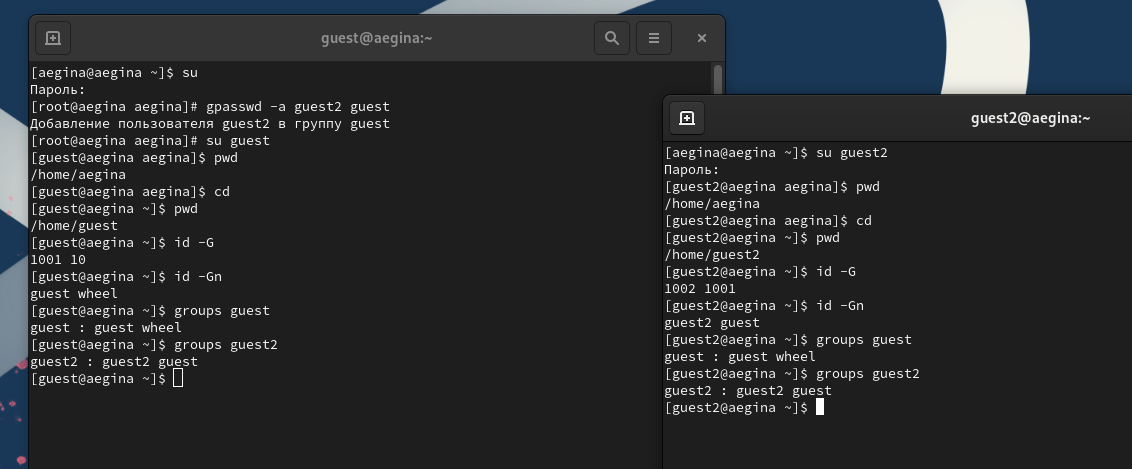 guest@aegina:~
[aegina@aegina ~]$ su
Пароль:
[root@aegina aegina]# gpasswd -a guest2 guest
Добавление пользователя guest2 в группу guest
[root@aegina aegina]# su guest
[guest@aegina aegina]$ pwd
/home/aegina
[guest@aegina aegina]$ cd
[guest@aegina ~]$ pwd
/home/guest
[guest@aegina ~]$ id -G
1001 10
[guest@aegina ~]$ id -Gn
guest wheel
[guest@aegina ~]$ groups guest
guest : guest wheel
[guest@aegina ~]$ groups guest2
guest2 : guest2 guest
[guest@aegina ~]$
guest2@aegina:~
[aegina@aegina ~]$ su guest2
Пароль:
[guest2@aegina aegina]$ pwd
/home/aegina
[guest2@aegina aegina]$ cd
[guest2@aegina ~]$ pwd
/home/guest2
[guest2@aegina ~]$ id -G
1002 1001
[guest2@aegina ~]$ id -Gn
guest2 guest
[guest2@aegina ~]$ groups guest
guest : guest wheel
[guest2@aegina ~]$ groups guest2
guest2 : guest2 guest
[guest2@aegina ~]$